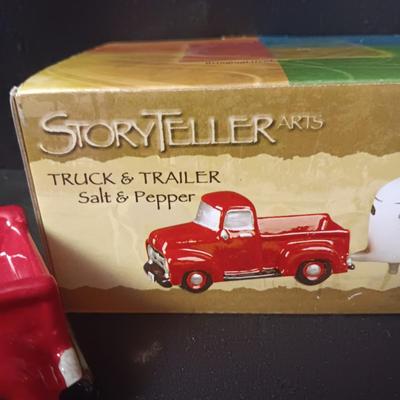 STORYTELLER ARTS
TRUCK & TRAILER
Salt & Pepper